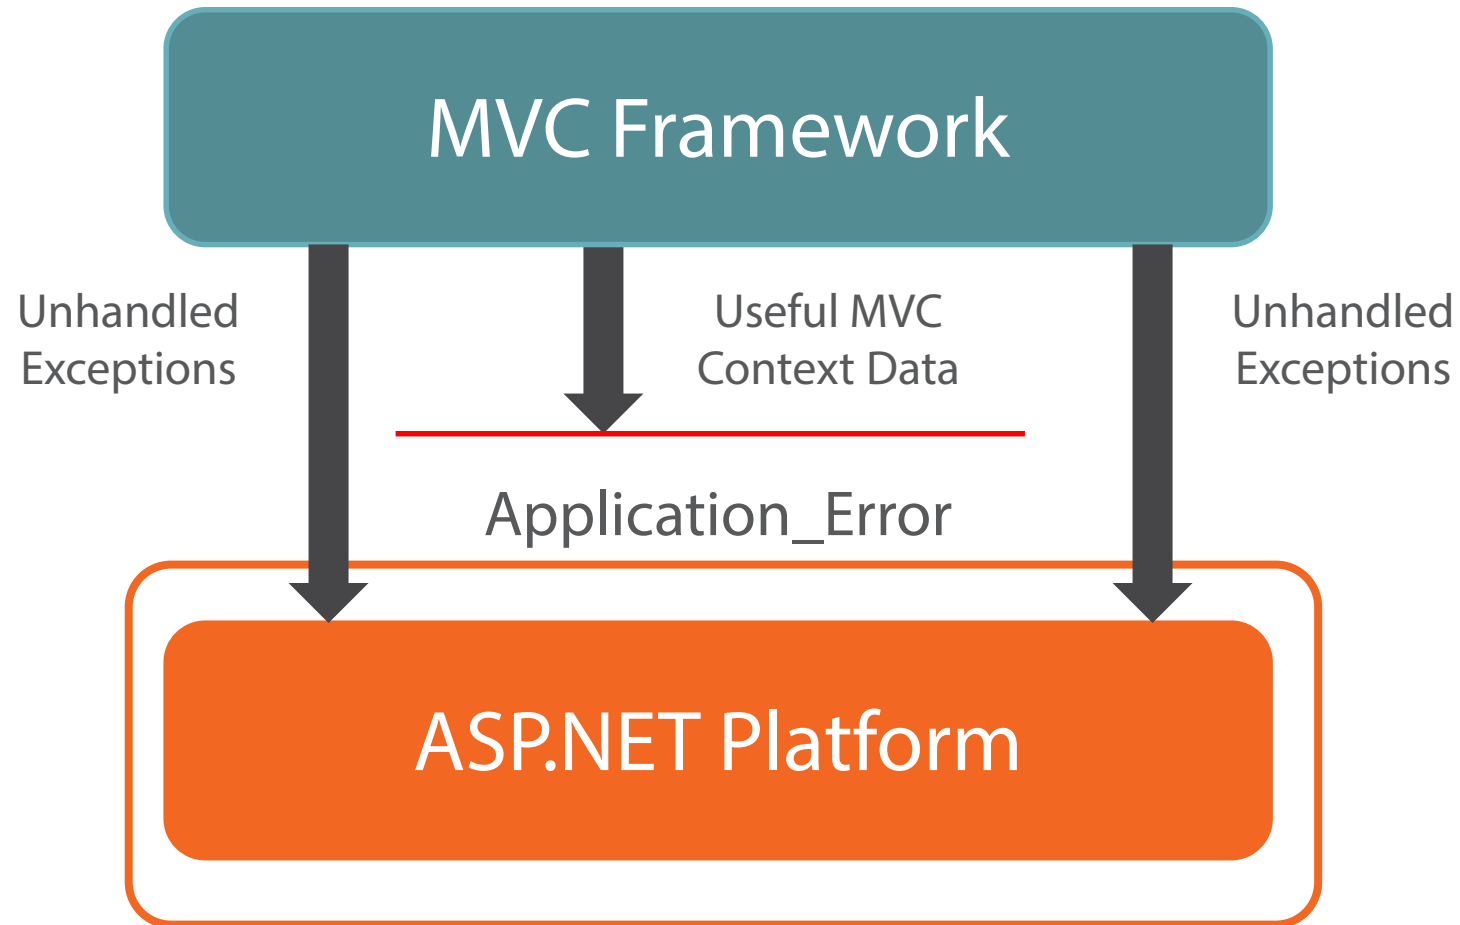 MVC Framework
Unhandled
Exceptions
Useful MVC
Context Data
Unhandled
Exceptions
Application_Error
ASP.NET Platform